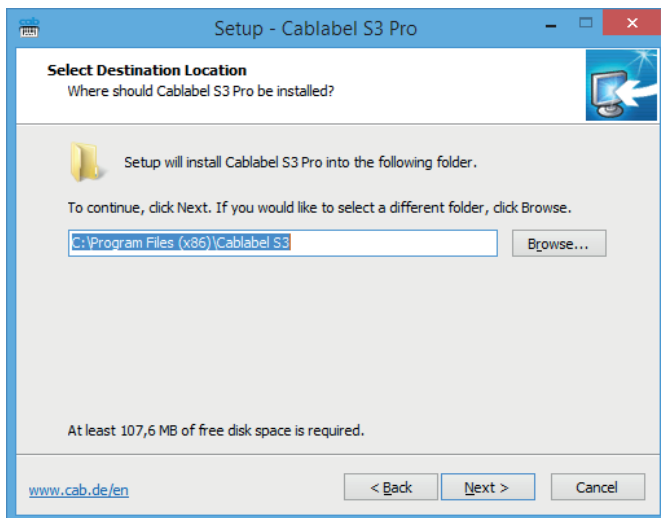 cab
Setup - Cablabel S3 Pro
Select Destination Location
Where should Cablabel S3 Pro be installed?
Setup will install Cablabel S3 Pro into the following folder.
To continue, click Next. If you would like to select a different folder, click Browse.
C:\Program Files (x86)\Cablabel S3
Browse...
At least 107,6 MB of free disk space is required.
www.cab.de/en
< Back
Next >
Cancel